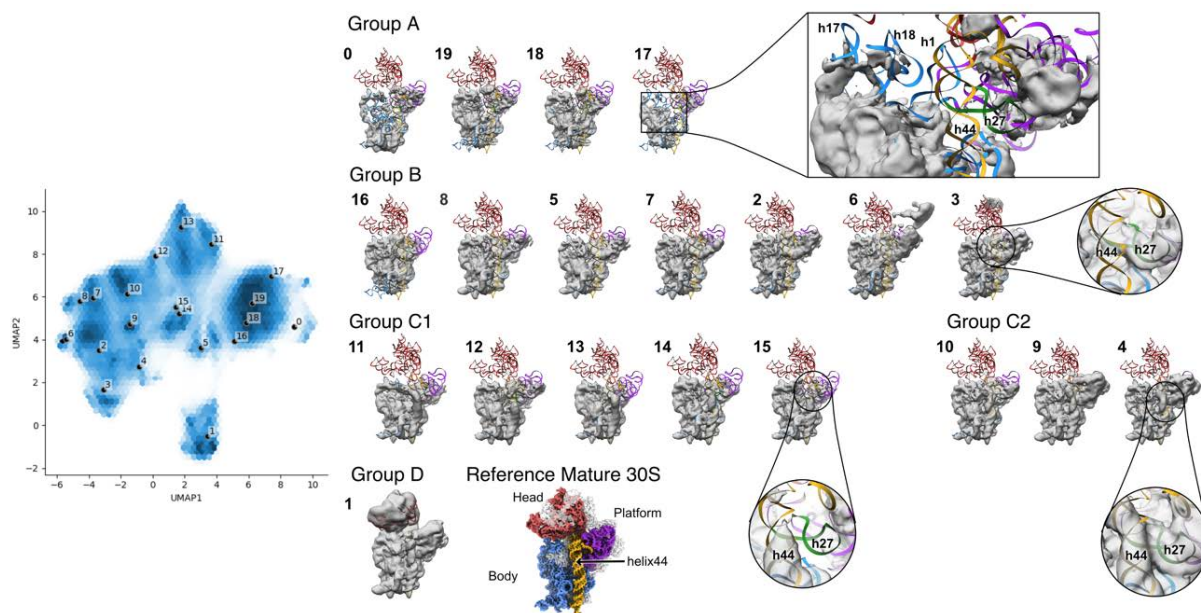 Group A
0 19 18 17
h17 h18 h1
h27
h44
Group B
16 8 5 7 2 6 3
h44 h27
Group C1 Group C2
11 12 13 14 15 10 9 4
Group D Reference Mature 30S
1
Head
Platform
helix44
Body
h44 h27
h44 h27
UMAP2
10
8
6
4
2
0
−2
13
11
12
17
8 7 10
15
14
19
18
0
6
9
5
16
2
4
3
1
−6 −4 −2 0 2 4 6 8 10
UMAP1